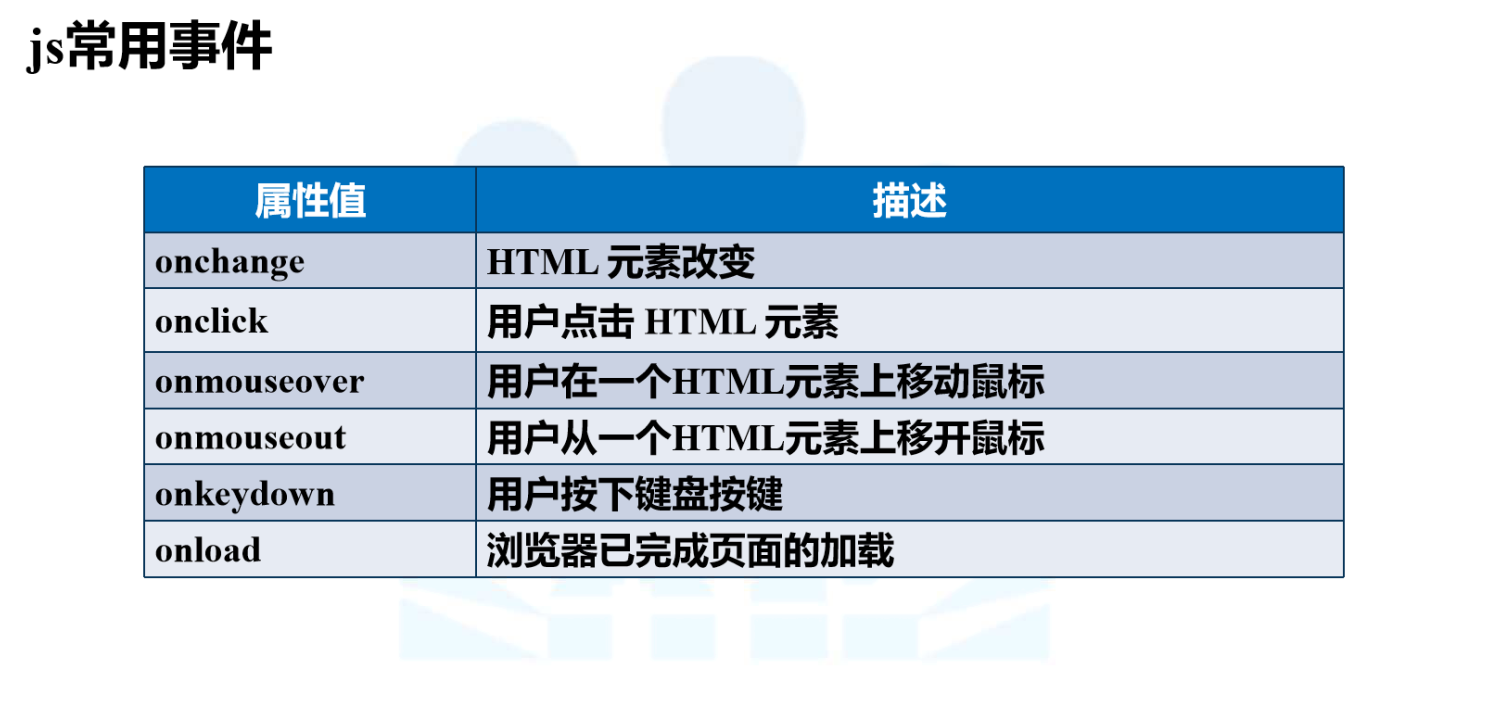 js常用事件
属性值 描述
onchange HTML 元素改变
onclick 用户点击 HTML 元素
onmouseover 用户在一个HTML元素上移动鼠标
onmouseout 用户从一个HTML元素上移开鼠标
onkeydown 用户按下键盘按键
onload 浏览器已完成页面的加载